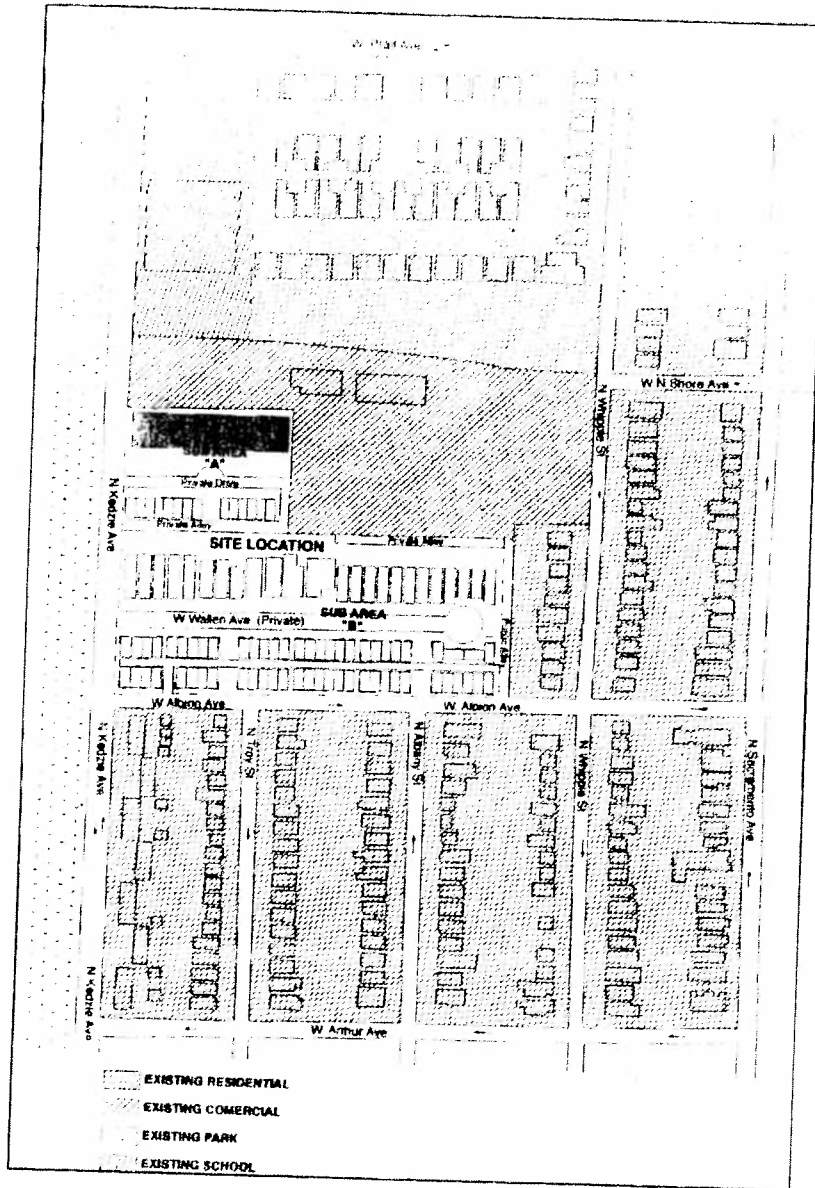 W N Shore Ave
N Whipple St
"A"
Private Drive
N Kedzie Ave
Private Alley
SITE LOCATION
Private Alley
SUB AREA
"B"
W Wallen Ave (Private)
W Albion Ave
W Albion Ave
N Kedzie Ave
N Troy St
N Albany St
N Whipple St
N Sacramento Ave
N Kedzie Ave
W Arthur Ave
EXISTING RESIDENTIAL
EXISTING COMERCIAL
EXISTING PARK
EXISTING SCHOOL